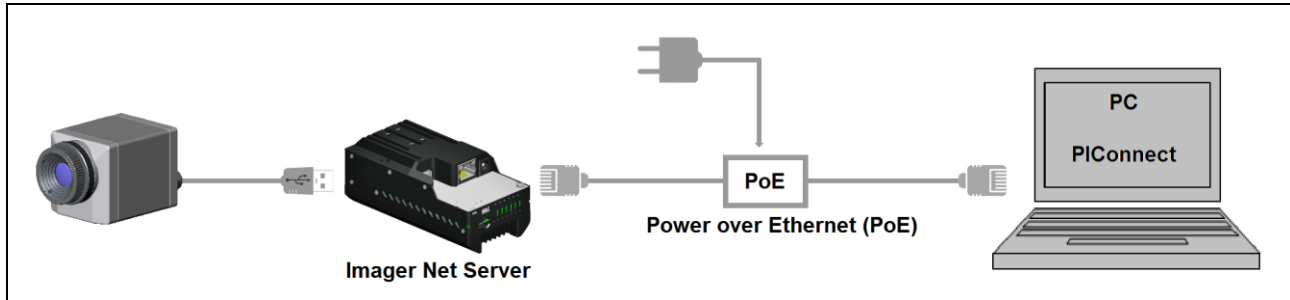 Imager Net Server
PoE
Power over Ethernet (PoE)
PC
PIConnect